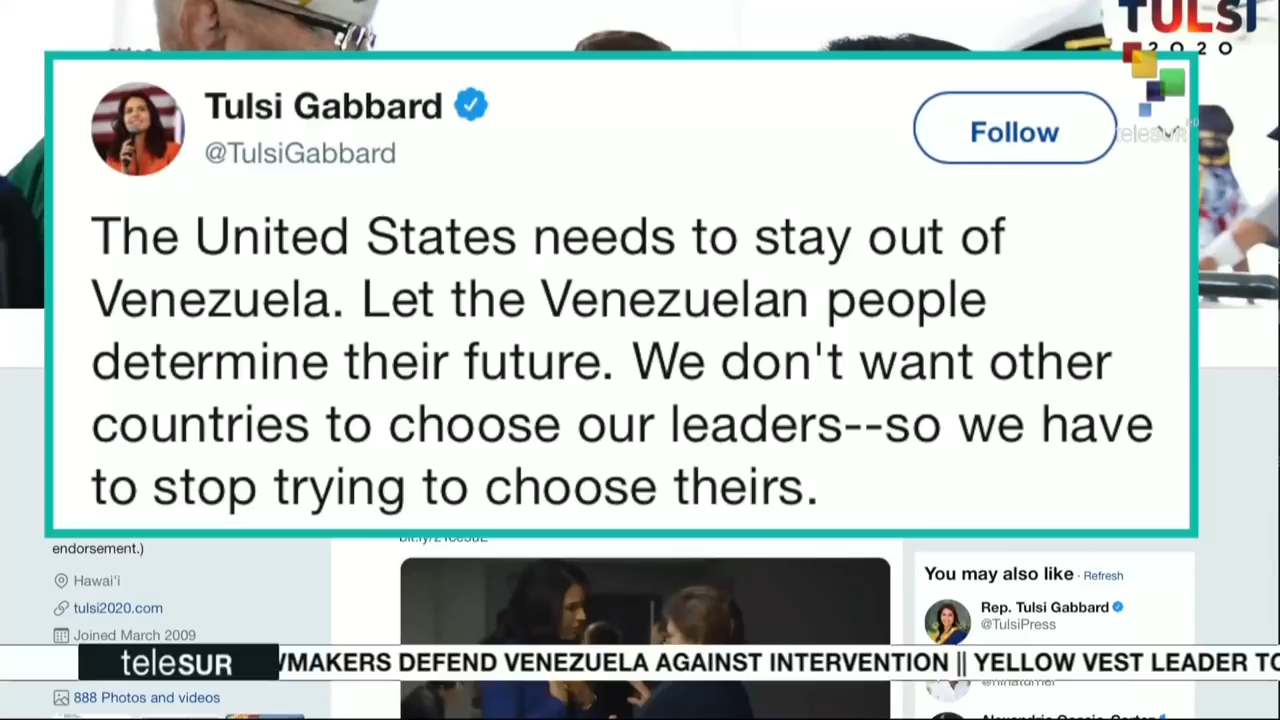 TULSI
2020
Tulsi Gabbard
@TulsiGabbard
Follow
teleSUR
The United States needs to stay out of
Venezuela. Let the Venezuelan people
determine their future. We don't want other
countries to choose our leaders--so we have
to stop trying to choose theirs.
endorsement.)
Hawai'i
tulsi2020.com
Joined March 2009
888 Photos and videos
You may also like · Refresh
Rep. Tulsi Gabbard
@TulsiPress
teleSUR
WMAKERS DEFEND VENEZUELA AGAINST INTERVENTION || YELLOW VEST LEADER TO